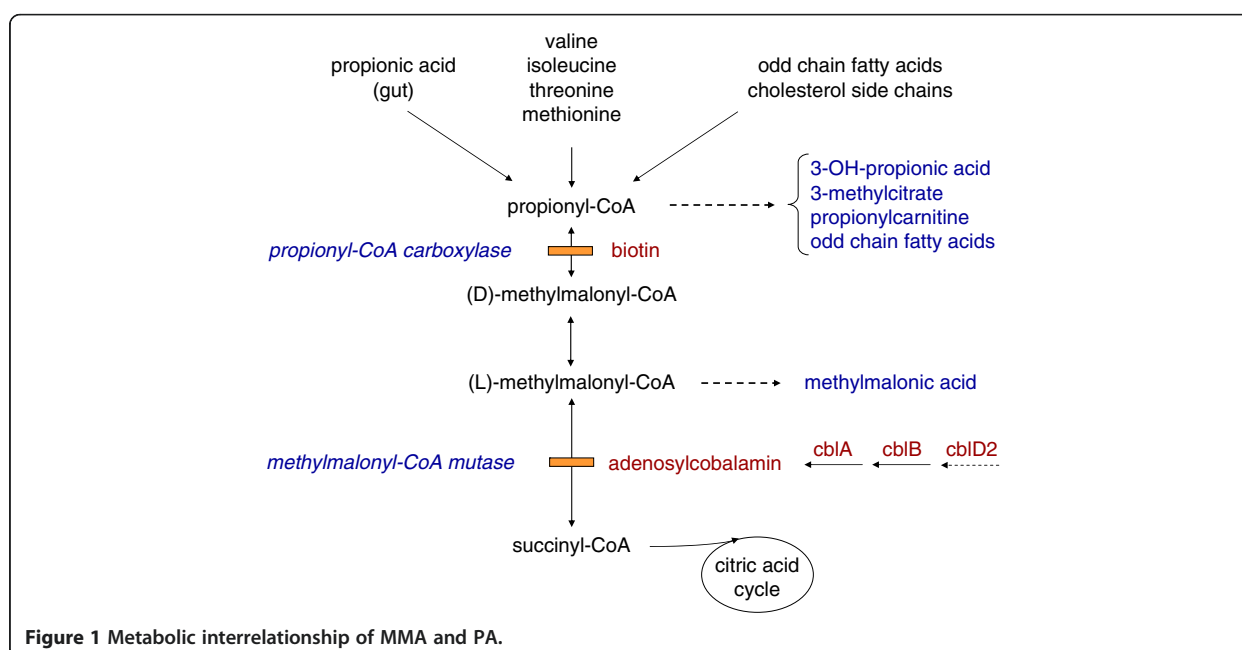 propionic acid
(gut)
valine
isoleucine
threonine
methionine
odd chain fatty acids
cholesterol side chains
propionyl-CoA
3-OH-propionic acid
3-methylcitrate
propionylcarnitine
odd chain fatty acids
propionyl-CoA carboxylase
biotin
(D)-methylmalonyl-CoA
(L)-methylmalonyl-CoA
methylmalonic acid
methylmalonyl-CoA mutase
adenosylcobalamin
cblA
cblB
cblD2
succinyl-CoA
citric acid
cycle
Figure 1 Metabolic interrelationship of MMA and PA.